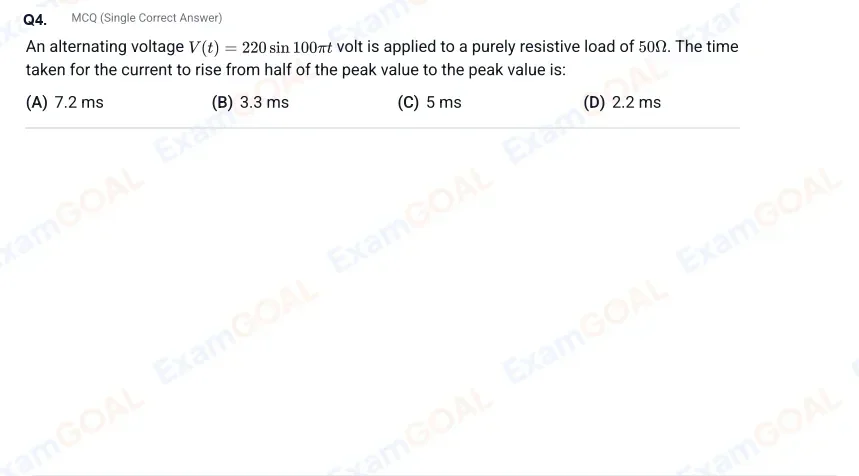 Q4. MCQ (Single Correct Answer)
An alternating voltage V(t) = 220 sin 100πt volt is applied to a purely resistive load of 50Ω. The time
taken for the current to rise from half of the peak value to the peak value is:
(A) 7.2 ms (B) 3.3 ms (C) 5 ms (D) 2.2 ms
ExamGOAL